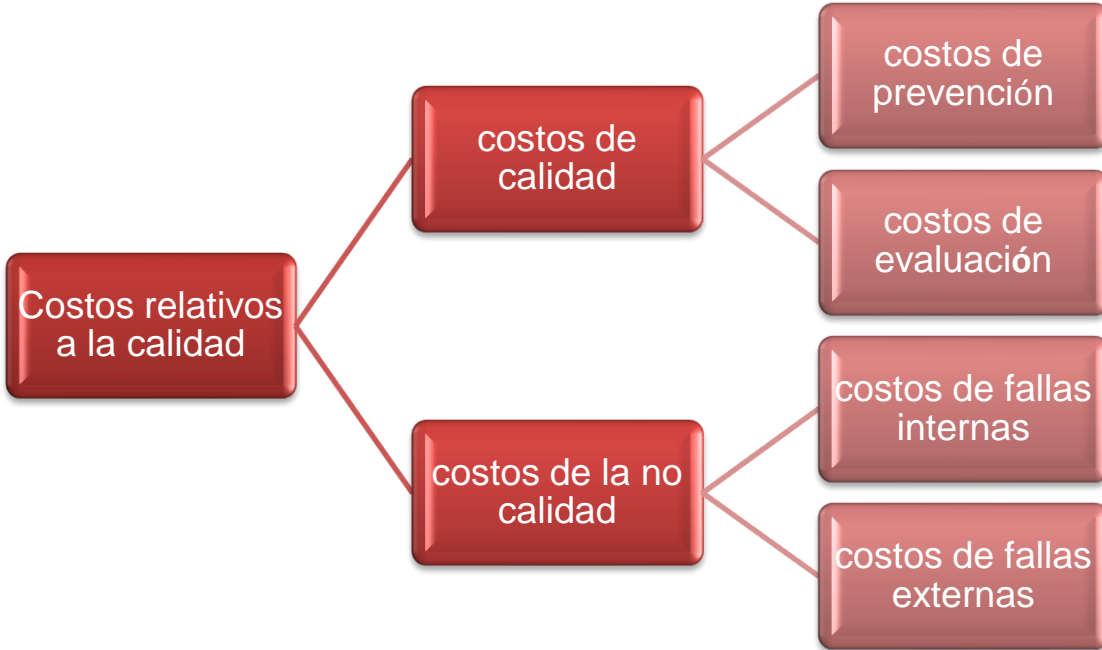 costos de
prevención
costos de
calidad
costos de
evaluación
Costos relativos
a la calidad
costos de fallas
internas
costos de la no
calidad
costos de fallas
externas